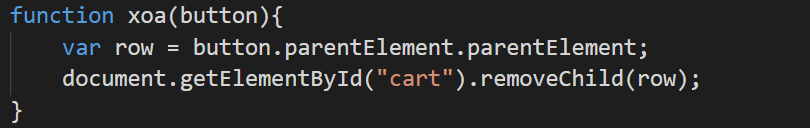 function xoa(button){
    var row = button.parentElement.parentElement;
    document.getElementById("cart").removeChild(row);
}